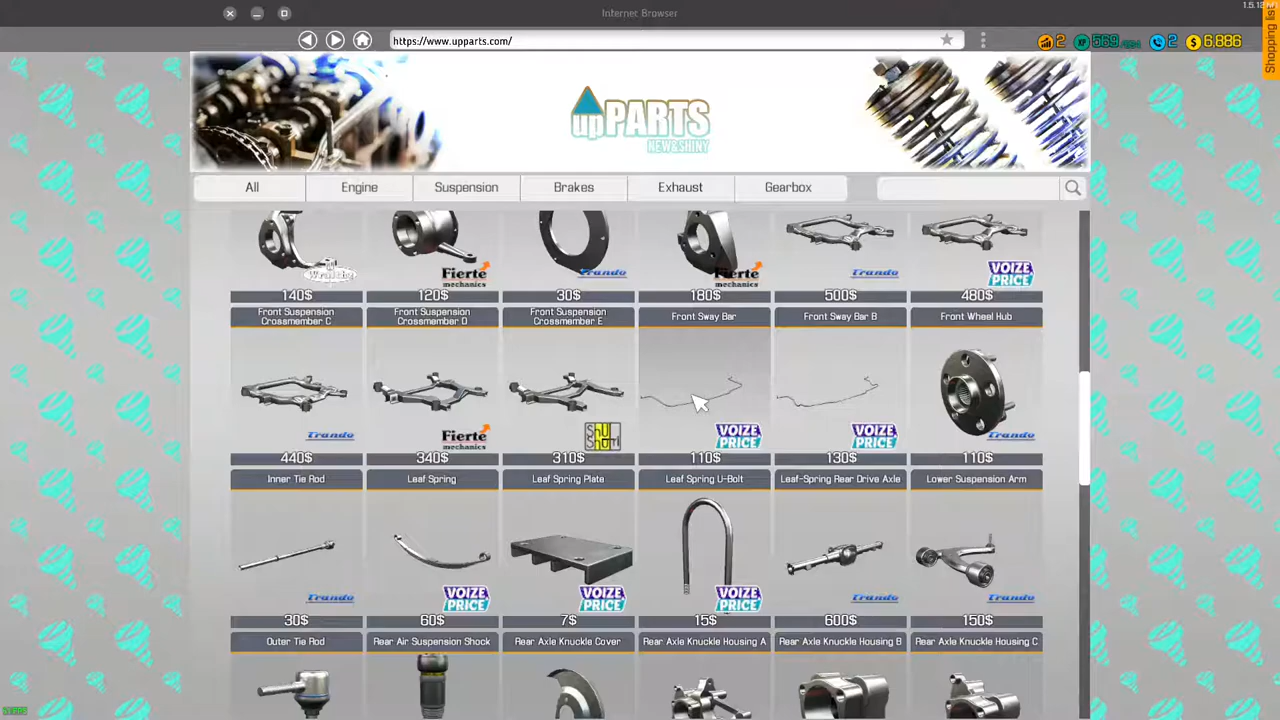 Internet Browser
1.5.12
Shopping list
https://www.upparts.com/
2
569
2
$ 6,886
upPARTS
NEW&SHINY
All
Engine
Suspension
Brakes
Exhaust
Gearbox
Fierte mechanics
Trando
Fierte mechanics
Trando
VOIZE PRICE
140$
120$
30$
180$
500$
480$
Front Suspension Crossmember C
Front Suspension Crossmember D
Front Suspension Crossmember E
Front Sway Bar
Front Sway Bar B
Front Wheel Hub
Trando
Fierte mechanics
VOIZE PRICE
VOIZE PRICE
Trando
440$
340$
310$
110$
130$
110$
Inner Tie Rod
Leaf Spring
Leaf Spring Plate
Leaf Spring U-Bolt
Leaf-Spring Rear Drive Axle
Lower Suspension Arm
Trando
VOIZE PRICE
VOIZE PRICE
VOIZE PRICE
Trando
Trando
30$
60$
7$
15$
600$
150$
Outer Tie Rod
Rear Air Suspension Shock
Rear Axle Knuckle Cover
Rear Axle Knuckle Housing A
Rear Axle Knuckle Housing B
Rear Axle Knuckle Housing C